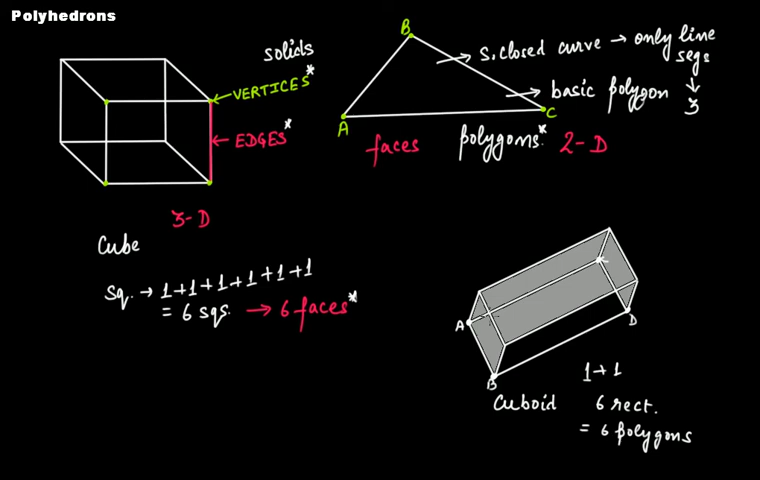 Polyhedrons
solids
VERTICES*
EDGES*
3-D
B
A
C
s.closed curve → only line
segs
↓
3
basic polygon
faces polygons* 2-D
Cube
Sq. → 1+1+1+1+1+1
= 6 sqs. → 6 faces*
A
B
D
1+1
Cuboid 6 rect.
= 6 polygons